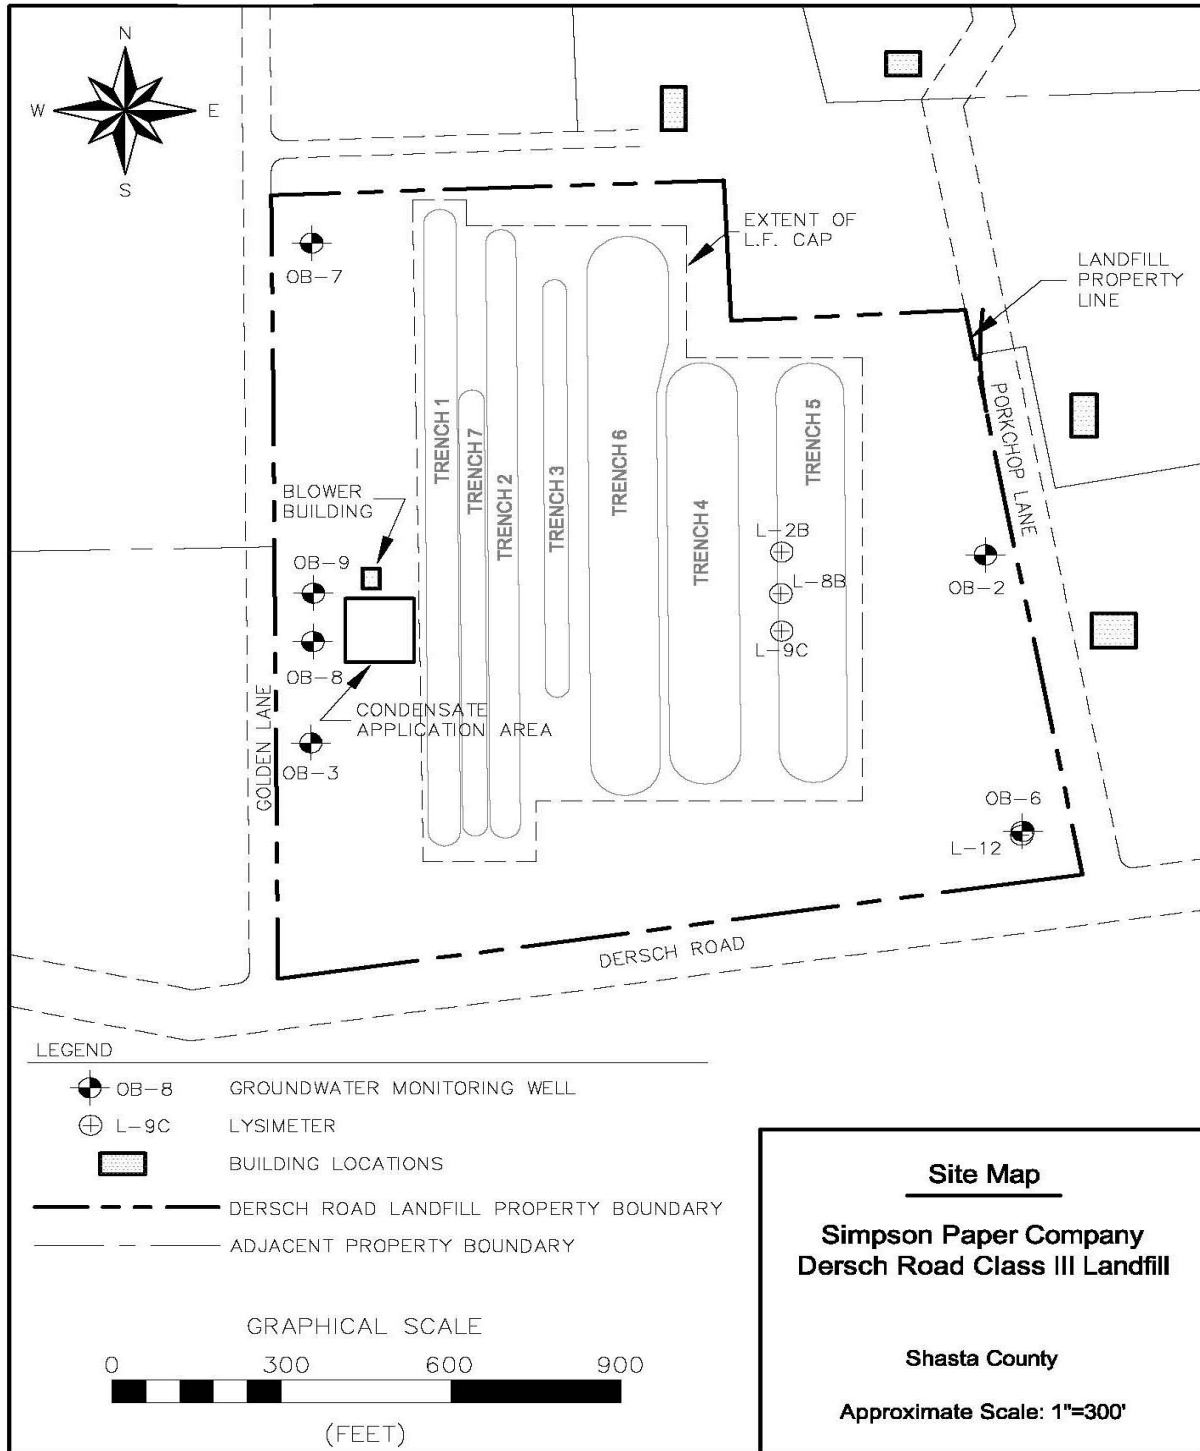 N
W E
S
EXTENT OF
L.F. CAP
LANDFILL
PROPERTY
LINE
OB-7
TRENCH 1
TRENCH 7
TRENCH 2
TRENCH 3
TRENCH 6
TRENCH 4
TRENCH 5
PORKCHOP LANE
BLOWER
BUILDING
L-2B
L-8B
L-9C
OB-2
OB-9
OB-8
CONDENSATE
APPLICATION AREA
GOLDEN LANE
OB-3
OB-6
L-12
DERSCH ROAD
LEGEND
OB-8 GROUNDWATER MONITORING WELL
L-9C LYSIMETER
BUILDING LOCATIONS
DERSCH ROAD LANDFILL PROPERTY BOUNDARY
ADJACENT PROPERTY BOUNDARY
GRAPHICAL SCALE
0 300 600 900
(FEET)
Site Map
Simpson Paper Company
Dersch Road Class III Landfill
Shasta County
Approximate Scale: 1"=300'